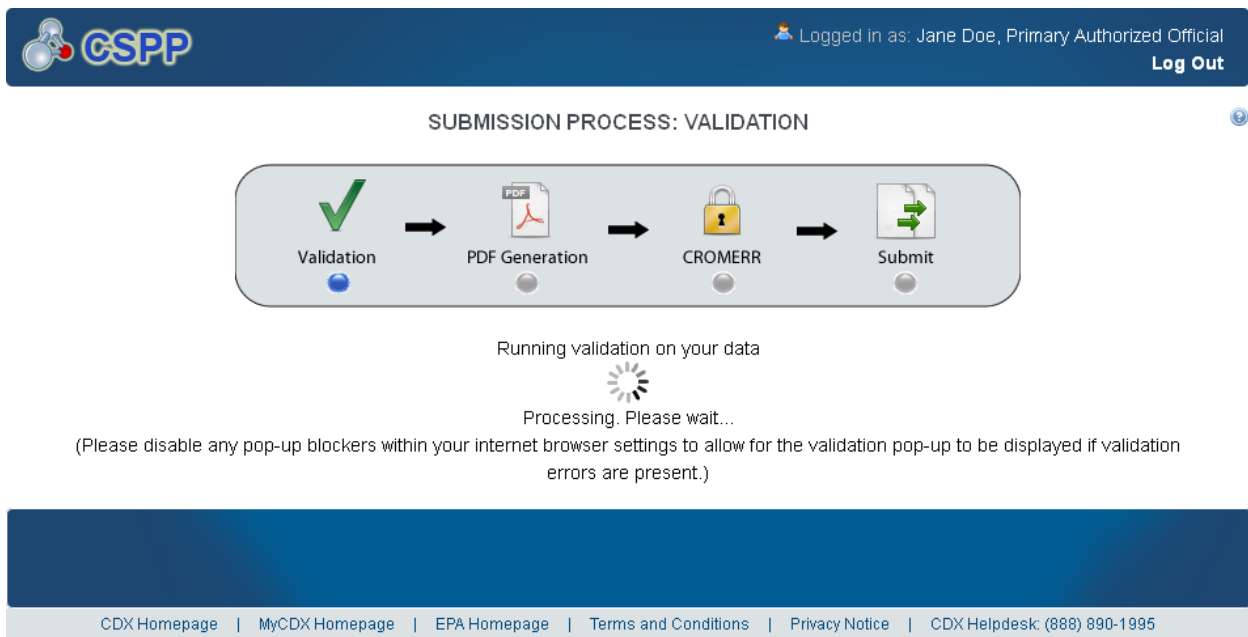 CSPP
Logged in as: Jane Doe, Primary Authorized Official
Log Out
SUBMISSION PROCESS: VALIDATION
?
PDF
Validation
PDF Generation
CROMERR
Submit
Running validation on your data
Processing. Please wait...
(Please disable any pop-up blockers within your internet browser settings to allow for the validation pop-up to be displayed if validation
errors are present.)
CDX Homepage | MyCDX Homepage | EPA Homepage | Terms and Conditions | Privacy Notice | CDX Helpdesk: (888) 890-1995